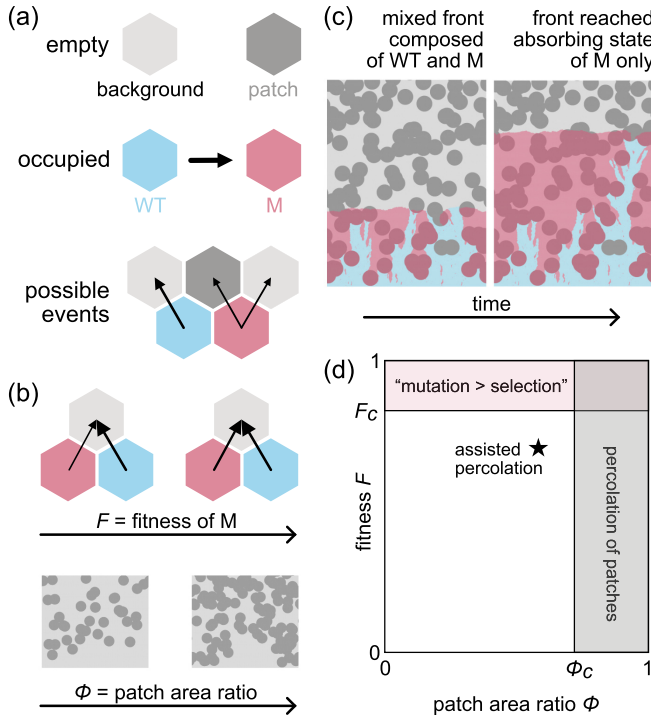 (a)
empty
background
patch
occupied
WT
M
possible
events
(b)
F = fitness of M
Φ = patch area ratio
(c)
mixed front
composed
of WT and M
front reached
absorbing state
of M only
time
(d)
1
"mutation > selection"
Fc
assisted
percolation
percolation of patches
fitness F
0
0
Φc
1
patch area ratio Φ